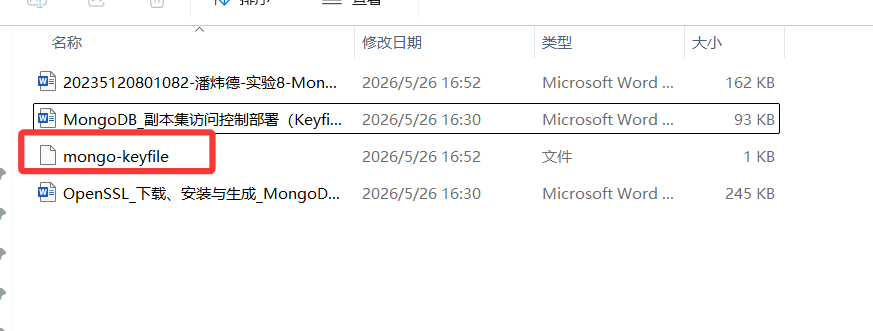 排序
查看
名称 修改日期 类型 大小
20235120801082-潘炜德-实验8-Mon... 2026/5/26 16:52 Microsoft Word ... 162 KB
MongoDB_副本集访问控制部署（Keyfi... 2026/5/26 16:30 Microsoft Word ... 93 KB
mongo-keyfile 2026/5/26 16:52 文件 1 KB
OpenSSL_下载、安装与生成_MongoD... 2026/5/26 16:30 Microsoft Word ... 245 KB